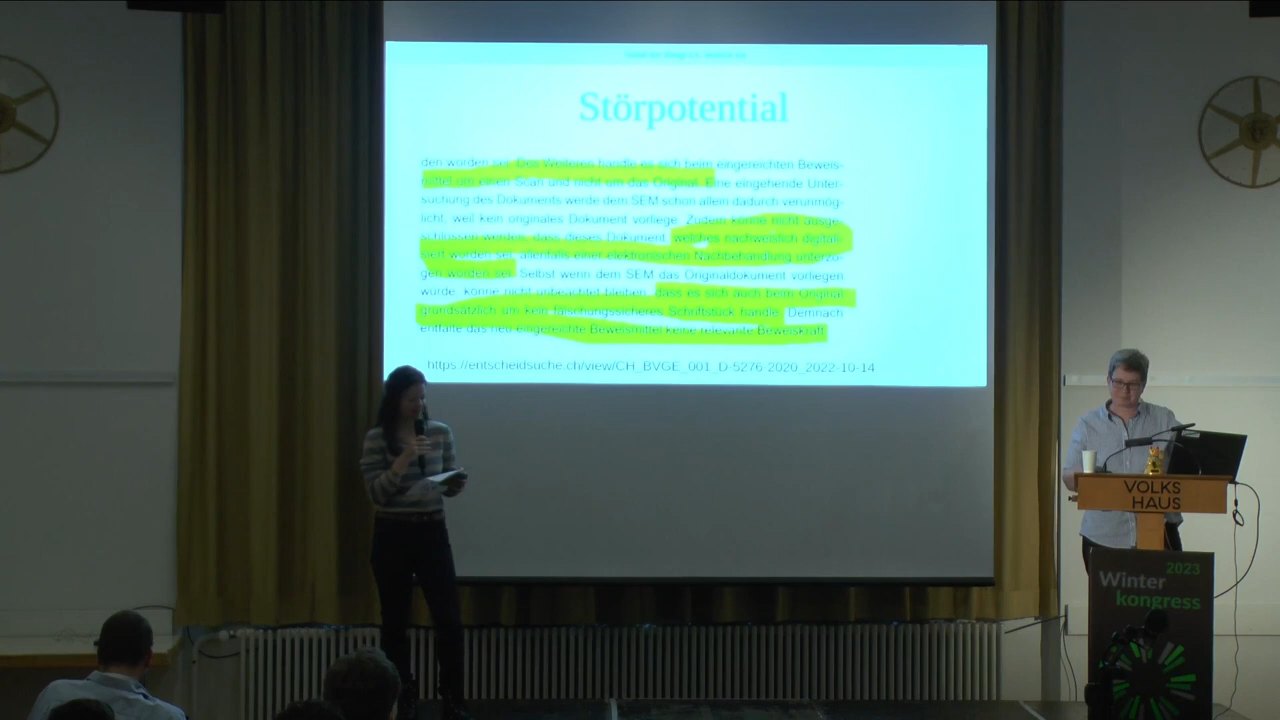 Störpotential
den worden sei. Des Weiteren handle es sich beim eingereichten Beweis-
mittel um einen Scan und nicht um das Original. Eine eingehende Unter-
suchung des Dokuments werde dem SEM schon allein dadurch verunmög-
licht, weil kein originales Dokument vorliege. Zudem könne nicht ausge-
schlossen werden, dass dieses Dokument, welches nachweislich digitali-
siert worden sei, allenfalls einer elektronischen Nachbehandlung unterzo-
gen worden sei. Selbst wenn dem SEM das Originaldokument vorliegen
würde, könne nicht unbeachtet bleiben, dass es sich auch beim Original
grundsätzlich um kein fälschungssicheres Schriftstück handle. Demnach
entfalte das neu eingereichte Beweismittel keine relevante Beweiskraft.
https://entscheidsuche.ch/view/CH_BVGE_001_D-5276-2020_2022-10-14
VOLKS
HAUS
2023
Winter
kongress